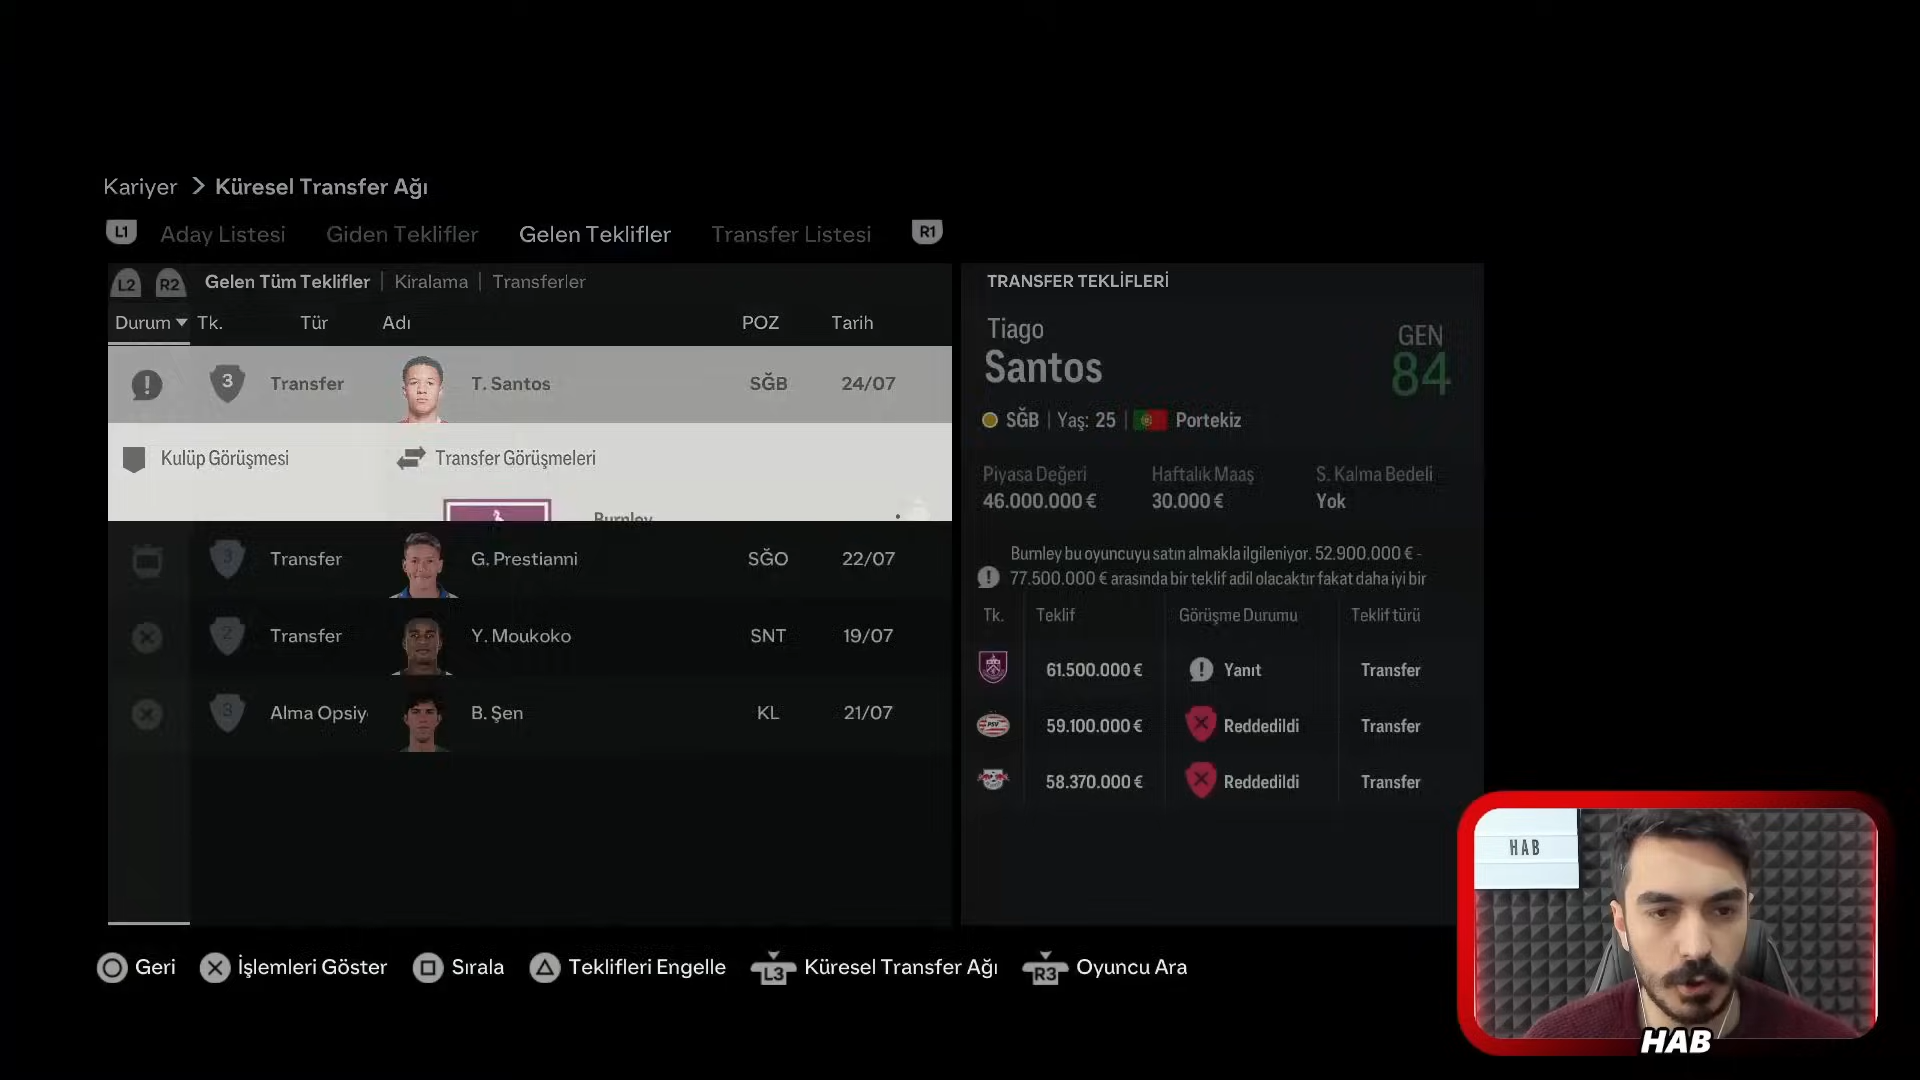 Kariyer > Küresel Transfer Ağı
L1 Aday Listesi Giden Teklifler Gelen Teklifler Transfer Listesi R1
L2 R2 Gelen Tüm Teklifler | Kiralama | Transferler
Durum Tk. Tür Adı POZ Tarih
3 Transfer T. Santos SĞB 24/07
Kulüp Görüşmesi Transfer Görüşmeleri
Burnley
3 Transfer G. Prestianni SĞO 22/07
2 Transfer Y. Moukoko SNT 19/07
3 Alma Opsiy B. Şen KL 21/07
TRANSFER TEKLİFLERİ
Tiago
Santos
GEN
84
SĞB | Yaş: 25 | Portekiz
Piyasa Değeri Haftalık Maaş S. Kalma Bedeli
46.000.000 € 30.000 € Yok
Burnley bu oyuncuyu satın almakla ilgileniyor. 52.900.000 € -
77.500.000 € arasında bir teklif adil olacaktır fakat daha iyi bir
Tk. Teklif Görüşme Durumu Teklif türü
61.500.000 € Yanıt Transfer
PSV 59.100.000 € Reddedildi Transfer
58.370.000 € Reddedildi Transfer
Geri İşlemleri Göster Sırala Teklifleri Engelle L3 Küresel Transfer Ağı R3 Oyuncu Ara
HAB
HAB